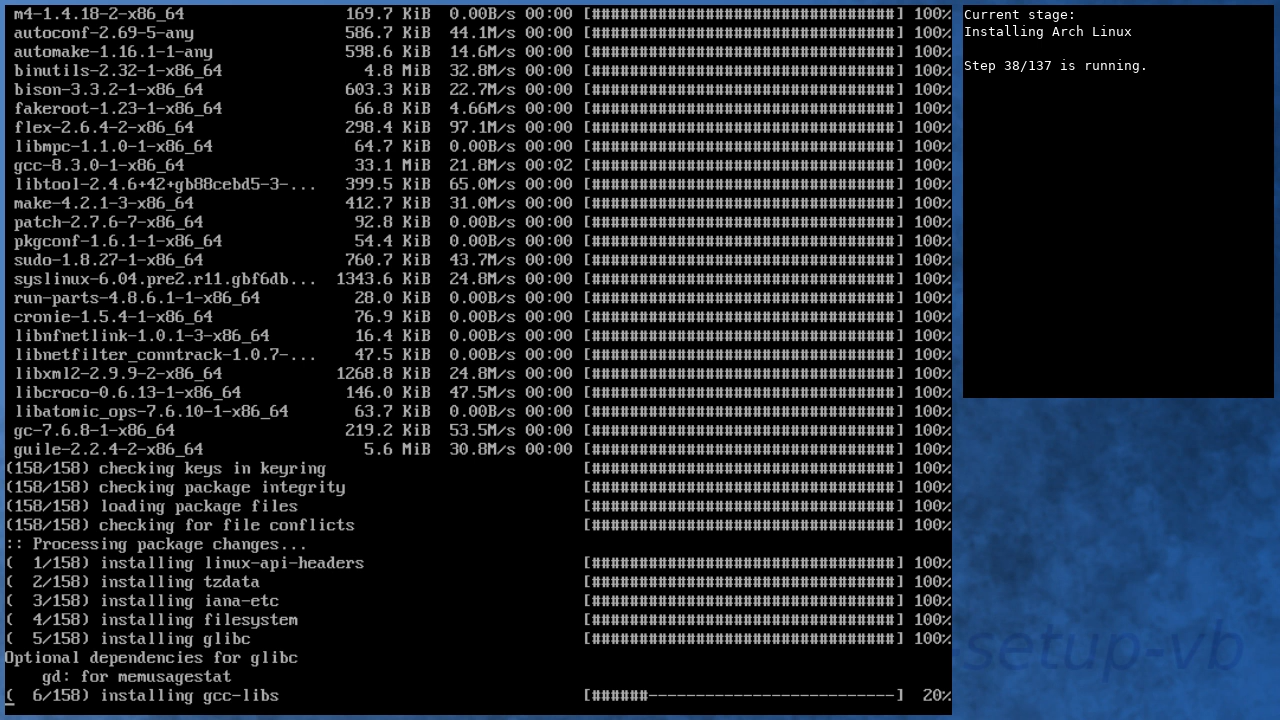 m4-1.4.18-2-x86_64 169.7 KiB 0.00B/s 00:00 [################################] 100%
autoconf-2.69-5-any 586.7 KiB 44.1M/s 00:00 [################################] 100%
automake-1.16.1-1-any 598.6 KiB 14.6M/s 00:00 [################################] 100%
binutils-2.32-1-x86_64 4.8 MiB 32.8M/s 00:00 [################################] 100%
bison-3.3.2-1-x86_64 603.3 KiB 22.7M/s 00:00 [################################] 100%
fakeroot-1.23-1-x86_64 66.8 KiB 4.66M/s 00:00 [################################] 100%
flex-2.6.4-2-x86_64 298.4 KiB 97.1M/s 00:00 [################################] 100%
libmpc-1.1.0-1-x86_64 64.7 KiB 0.00B/s 00:00 [################################] 100%
gcc-8.3.0-1-x86_64 33.1 MiB 21.8M/s 00:02 [################################] 100%
libtool-2.4.6+42+gb88cebd5-3-... 399.5 KiB 65.0M/s 00:00 [################################] 100%
make-4.2.1-3-x86_64 412.7 KiB 31.0M/s 00:00 [################################] 100%
patch-2.7.6-7-x86_64 92.8 KiB 0.00B/s 00:00 [################################] 100%
pkgconf-1.6.1-1-x86_64 54.4 KiB 0.00B/s 00:00 [################################] 100%
sudo-1.8.27-1-x86_64 760.7 KiB 43.7M/s 00:00 [################################] 100%
syslinux-6.04.pre2.r11.gbf6db... 1343.6 KiB 24.8M/s 00:00 [################################] 100%
run-parts-4.8.6.1-1-x86_64 28.0 KiB 0.00B/s 00:00 [################################] 100%
cronie-1.5.4-1-x86_64 76.9 KiB 0.00B/s 00:00 [################################] 100%
libnfnetlink-1.0.1-3-x86_64 16.4 KiB 0.00B/s 00:00 [################################] 100%
libnetfilter_conntrack-1.0.7-... 47.5 KiB 0.00B/s 00:00 [################################] 100%
libxml2-2.9.9-2-x86_64 1268.8 KiB 24.8M/s 00:00 [################################] 100%
libcroco-0.6.13-1-x86_64 146.0 KiB 47.5M/s 00:00 [################################] 100%
libatomic_ops-7.6.10-1-x86_64 63.7 KiB 0.00B/s 00:00 [################################] 100%
gc-7.6.8-1-x86_64 219.2 KiB 53.5M/s 00:00 [################################] 100%
guile-2.2.4-2-x86_64 5.6 MiB 30.8M/s 00:00 [################################] 100%
(158/158) checking keys in keyring [################################] 100%
(158/158) checking package integrity [################################] 100%
(158/158) loading package files [################################] 100%
(158/158) checking for file conflicts [################################] 100%
:: Processing package changes...
( 1/158) installing linux-api-headers [################################] 100%
( 2/158) installing tzdata [################################] 100%
( 3/158) installing iana-etc [################################] 100%
( 4/158) installing filesystem [################################] 100%
( 5/158) installing glibc [################################] 100%
Optional dependencies for glibc
gd: for memusagestat
( 6/158) installing gcc-libs [######--------------------------] 20%
Current stage:
Installing Arch Linux
Step 38/137 is running.
setup-vb